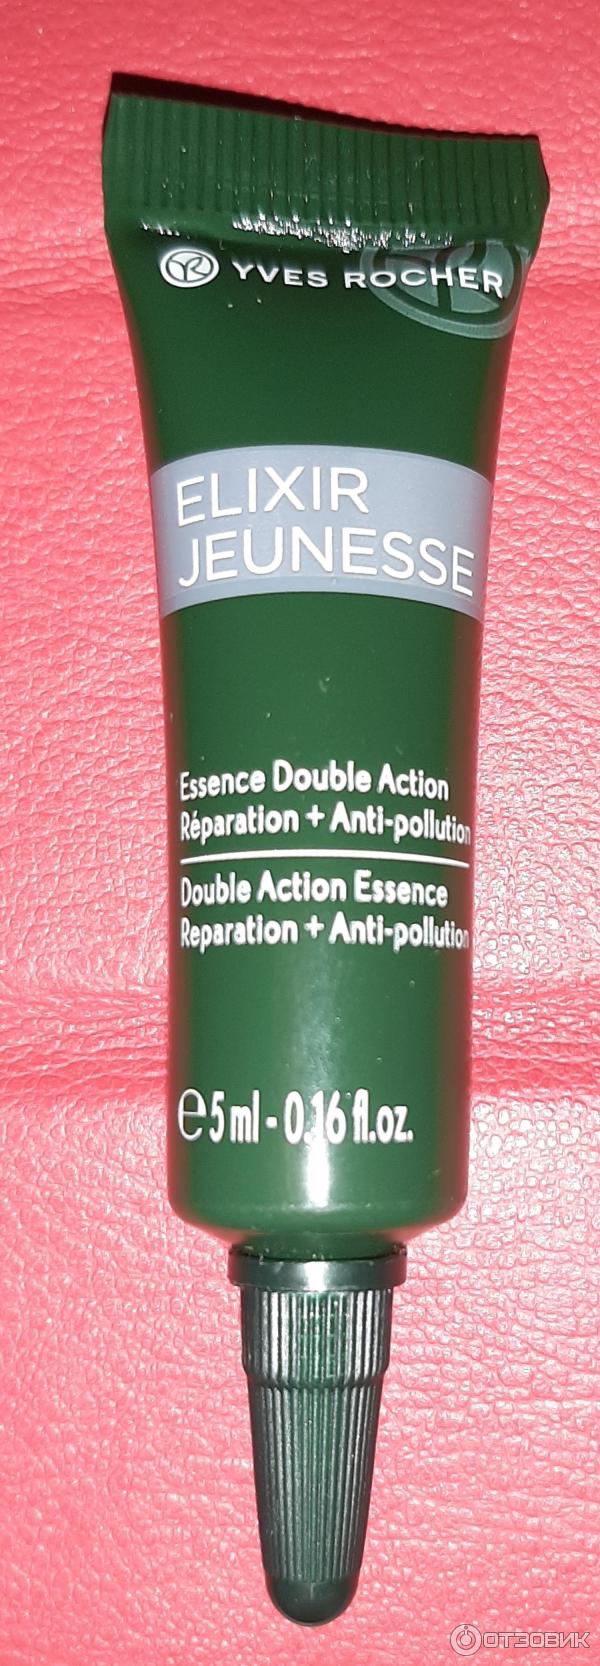 YVES ROCHER
ELIXIR
JEUNESSE
Essence Double Action
Réparation + Anti-pollution
Double Action Essence
Reparation + Anti-pollution
℮5 ml - 0.16 fl.oz.
ОТЗОВИК